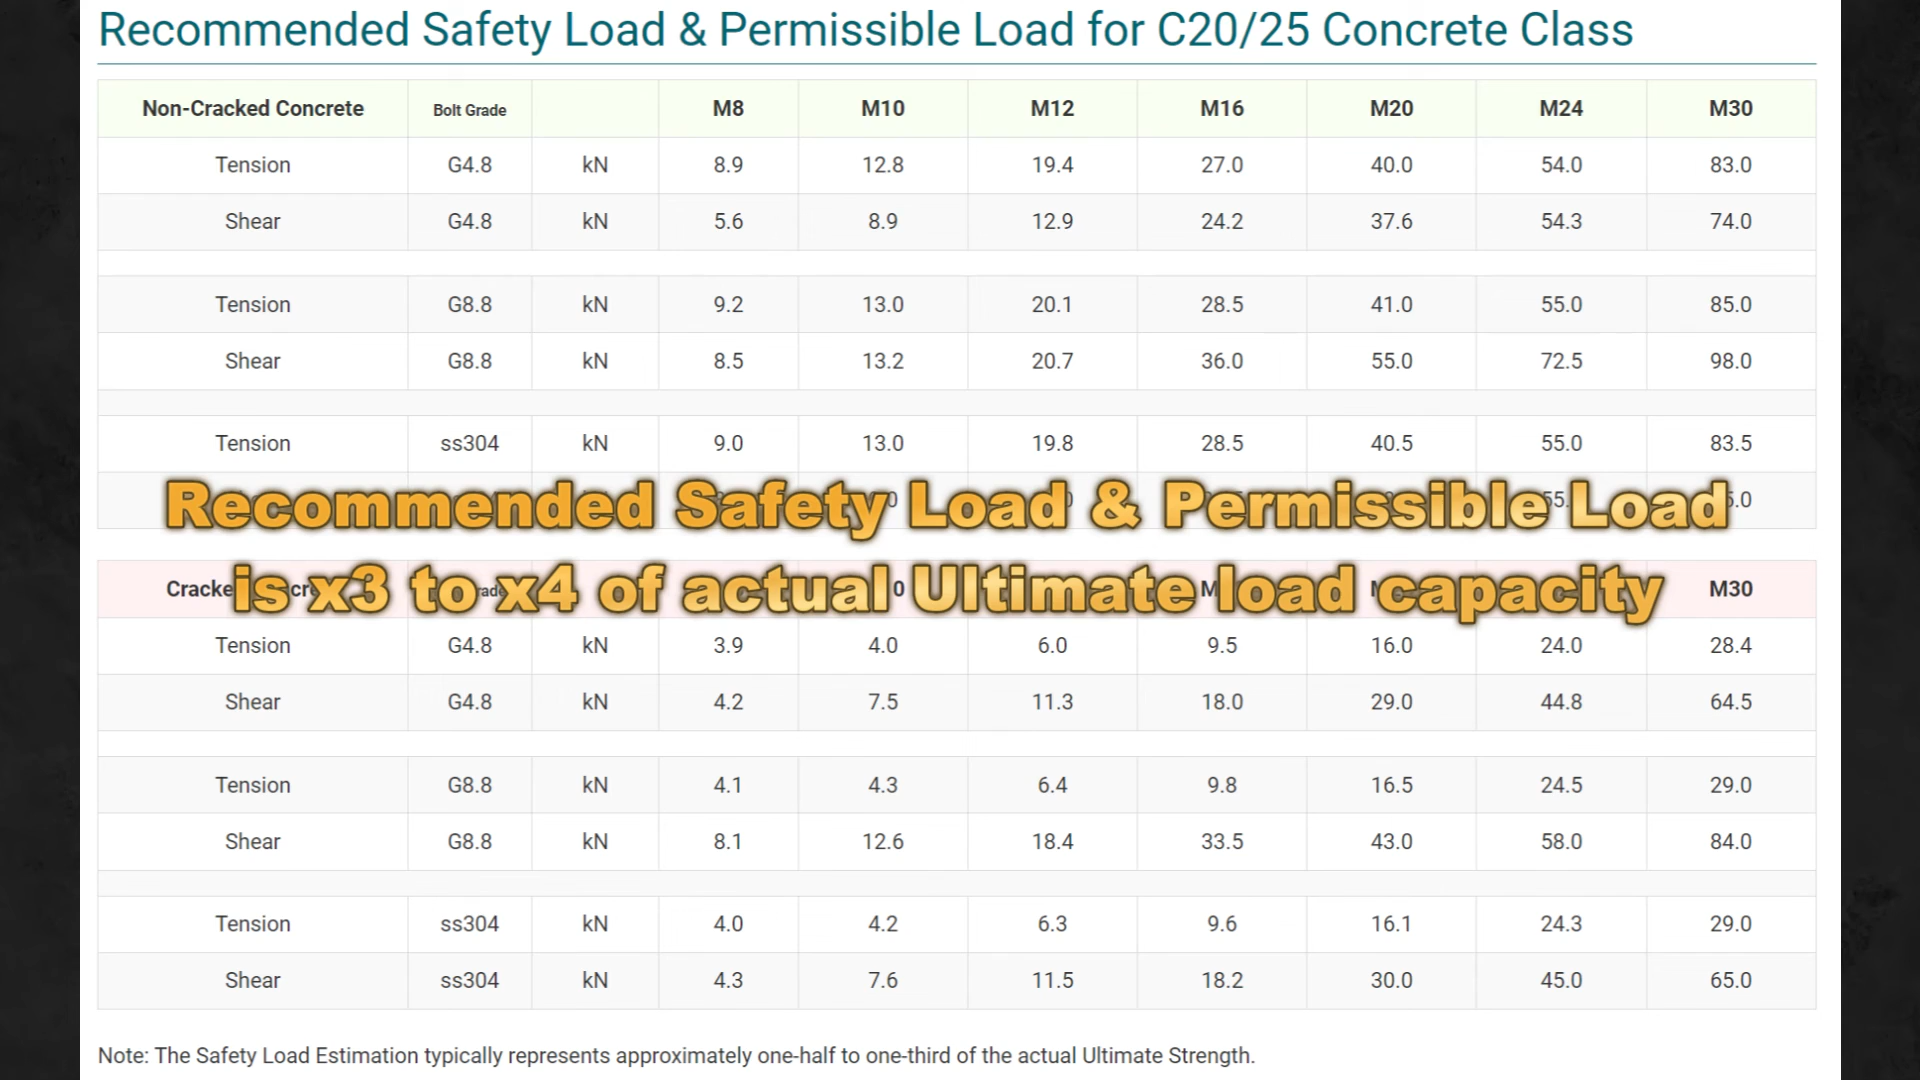 Recommended Safety Load & Permissible Load for C20/25 Concrete Class
Non-Cracked Concrete Bolt Grade M8 M10 M12 M16 M20 M24 M30
Tension G4.8 kN 8.9 12.8 19.4 27.0 40.0 54.0 83.0
Shear G4.8 kN 5.6 8.9 12.9 24.2 37.6 54.3 74.0
Tension G8.8 kN 9.2 13.0 20.1 28.5 41.0 55.0 85.0
Shear G8.8 kN 8.5 13.2 20.7 36.0 55.0 72.5 98.0
Tension ss304 kN 9.0 13.0 19.8 28.5 40.5 55.0 83.5
Recommended Safety Load & Permissible Load
is x3 to x4 of actual Ultimate load capacity
M30
Tension G4.8 kN 3.9 4.0 6.0 9.5 16.0 24.0 28.4
Shear G4.8 kN 4.2 7.5 11.3 18.0 29.0 44.8 64.5
Tension G8.8 kN 4.1 4.3 6.4 9.8 16.5 24.5 29.0
Shear G8.8 kN 8.1 12.6 18.4 33.5 43.0 58.0 84.0
Tension ss304 kN 4.0 4.2 6.3 9.6 16.1 24.3 29.0
Shear ss304 kN 4.3 7.6 11.5 18.2 30.0 45.0 65.0
Note: The Safety Load Estimation typically represents approximately one-half to one-third of the actual Ultimate Strength.